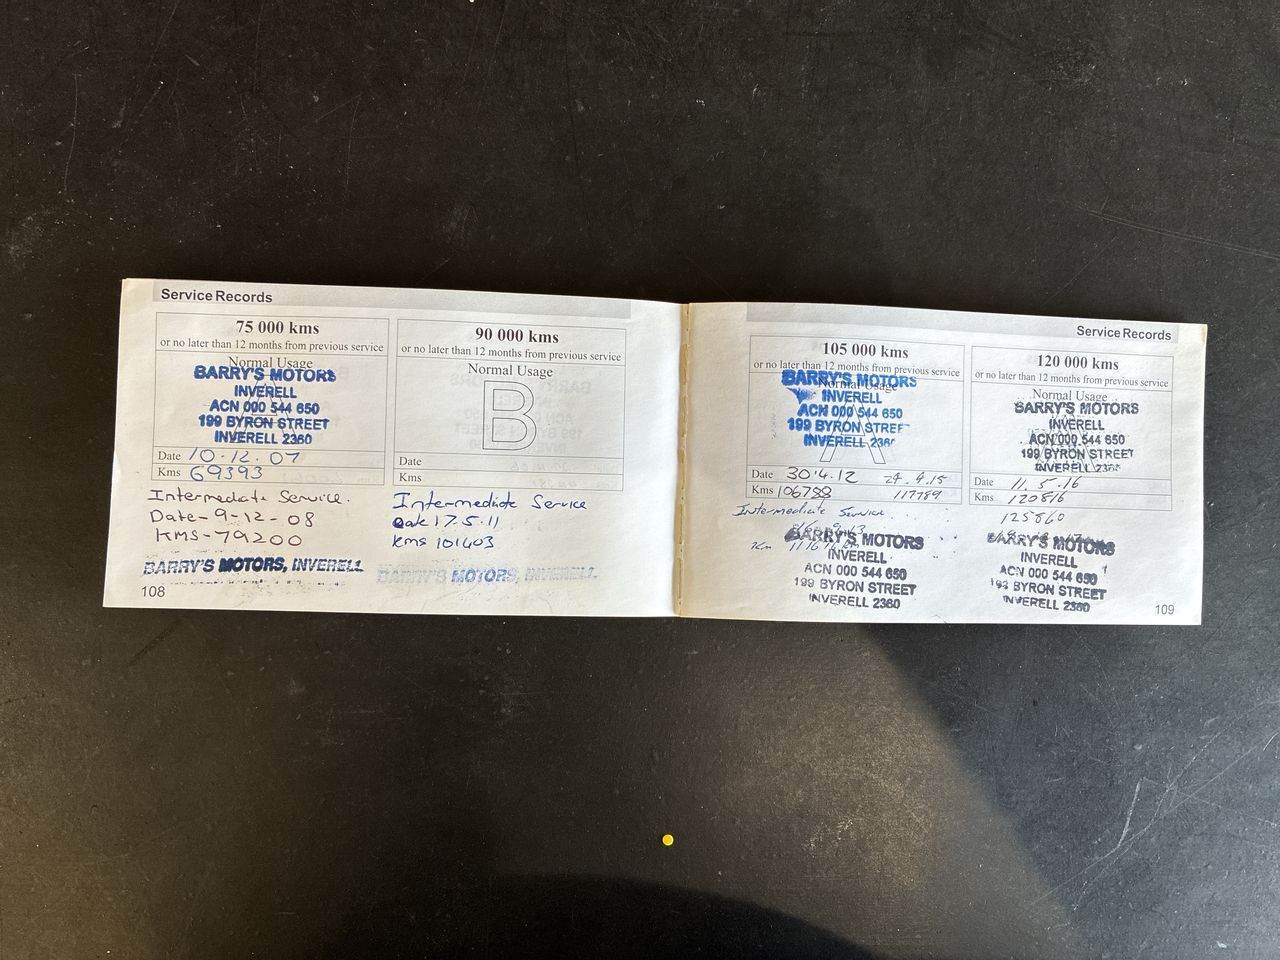 Service Records
75 000 kms
or no later than 12 months from previous service
Normal Usage
BARRY'S MOTORS
INVERELL
ACN 000 544 650
199 BYRON STREET
INVERELL 2360
Date 10.12.07
Kms 69393
Intermediate Service.
Date-9-12-08
KMS-79200
BARRY'S MOTORS, INVERELL
108
90 000 kms
or no later than 12 months from previous service
Normal Usage
B
Date
Kms
Intermediate Service
Date 17.5.11
Kms 101403
BARRY'S MOTORS, INVERELL
Service Records
105 000 kms
or no later than 12 months from previous service
Normal Usage
BARRY'S MOTORS
INVERELL
ACN 000 544 650
199 BYRON STREE
INVERELL 236
A
Date 30.4.12 29.9.15
Kms 106788 117789
Intermediate Service
Km
BARRY'S MOTORS
INVERELL
ACN 000 544 650
199 BYRON STREET
INVERELL 2360
120 000 kms
or no later than 12 months from previous service
Normal Usage
BARRY'S MOTORS
INVERELL
ACN 000 544 650
199 BYRON STREET
INVERELL 2360
Date 11.5.16
Kms 120816
125860
BARRY'S MOTORS
INVERELL
ACN 000 544 650
193 BYRON STREET
INVERELL 2360
109